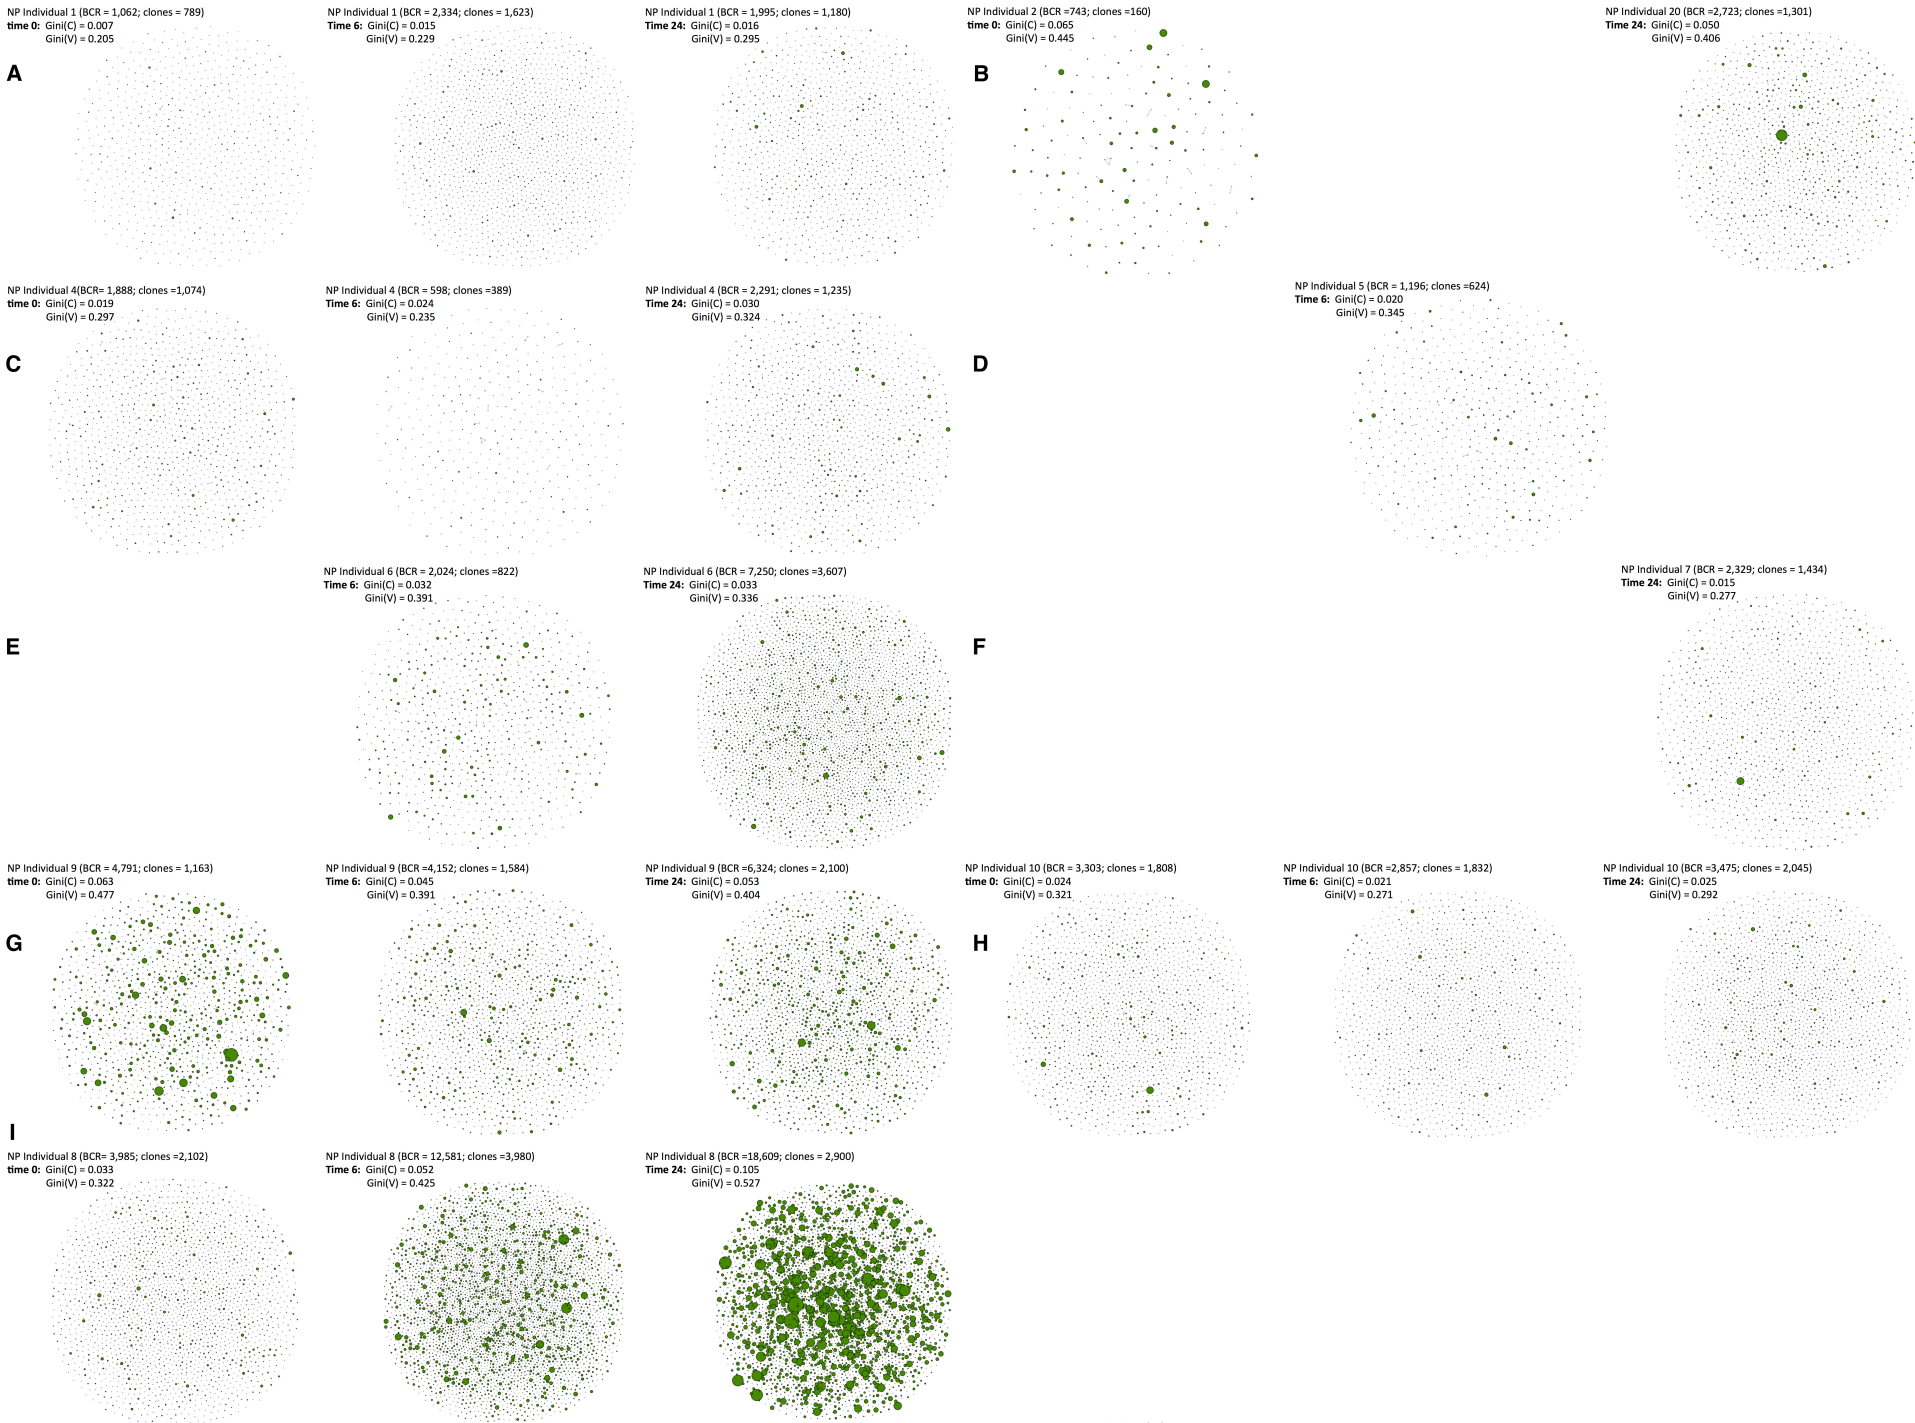 NP Individual 1 (BCR = 1,062; clones = 789)
time 0: Gini(C) = 0.007
Gini(V) = 0.205
NP Individual 1 (BCR = 2,334; clones = 1,623)
Time 6: Gini(C) = 0.015
Gini(V) = 0.229
NP Individual 1 (BCR = 1,995; clones = 1,180)
Time 24: Gini(C) = 0.016
Gini(V) = 0.295
A
NP Individual 2 (BCR =743; clones =160)
time 0: Gini(C) = 0.065
Gini(V) = 0.445
NP Individual 20 (BCR =2,723; clones =1,301)
Time 24: Gini(C) = 0.050
Gini(V) = 0.406
B
NP Individual 4(BCR= 1,888; clones =1,074)
time 0: Gini(C) = 0.019
Gini(V) = 0.297
NP Individual 4 (BCR = 598; clones =389)
Time 6: Gini(C) = 0.024
Gini(V) = 0.235
NP Individual 4 (BCR = 2,291; clones = 1,235)
Time 24: Gini(C) = 0.030
Gini(V) = 0.324
C
NP Individual 5 (BCR = 1,196; clones =624)
Time 6: Gini(C) = 0.020
Gini(V) = 0.345
D
NP Individual 6 (BCR = 2,024; clones =822)
Time 6: Gini(C) = 0.032
Gini(V) = 0.391
NP Individual 6 (BCR = 7,250; clones =3,607)
Time 24: Gini(C) = 0.033
Gini(V) = 0.336
E
NP Individual 7 (BCR = 2,329; clones = 1,434)
Time 24: Gini(C) = 0.015
Gini(V) = 0.277
F
NP Individual 9 (BCR = 4,791; clones = 1,163)
time 0: Gini(C) = 0.063
Gini(V) = 0.477
NP Individual 9 (BCR =4,152; clones = 1,584)
Time 6: Gini(C) = 0.045
Gini(V) = 0.391
NP Individual 9 (BCR =6,324; clones = 2,100)
Time 24: Gini(C) = 0.053
Gini(V) = 0.404
G
NP Individual 10 (BCR = 3,303; clones = 1,808)
time 0: Gini(C) = 0.024
Gini(V) = 0.321
NP Individual 10 (BCR =2,857; clones = 1,832)
Time 6: Gini(C) = 0.021
Gini(V) = 0.271
NP Individual 10 (BCR =3,475; clones = 2,045)
Time 24: Gini(C) = 0.025
Gini(V) = 0.292
H
I
NP Individual 8 (BCR= 3,985; clones =2,102)
time 0: Gini(C) = 0.033
Gini(V) = 0.322
NP Individual 8 (BCR = 12,581; clones =3,980)
Time 6: Gini(C) = 0.052
Gini(V) = 0.425
NP Individual 8 (BCR =18,609; clones = 2,900)
Time 24: Gini(C) = 0.105
Gini(V) = 0.527